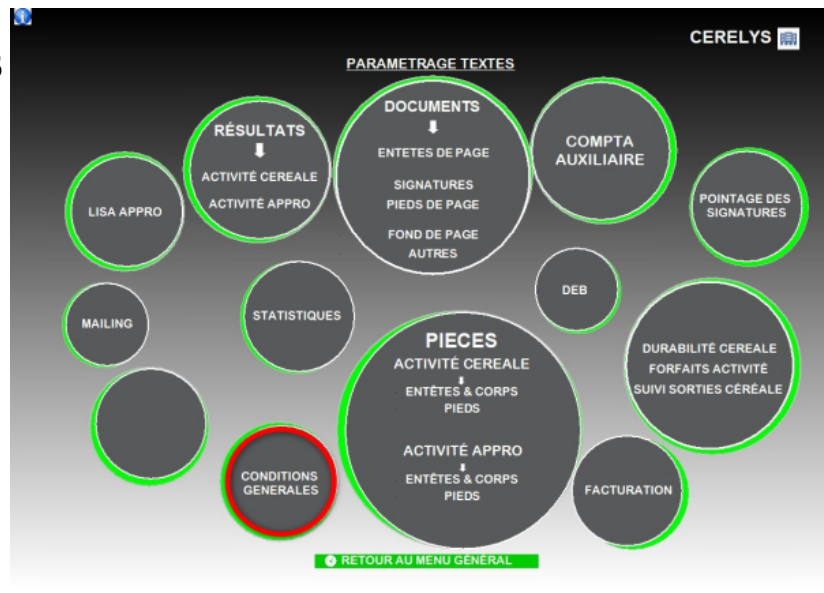 CERELYS
PARAMETRAGE TEXTES
DOCUMENTS
ENTETES DE PAGE
SIGNATURES
PIEDS DE PAGE
FOND DE PAGE
AUTRES
RÉSULTATS
ACTIVITÉ CEREALE
ACTIVITÉ APPRO
COMPTA
AUXILIAIRE
LISA APPRO
POINTAGE DES
SIGNATURES
DEB
MAILING
STATISTIQUES
PIECES
ACTIVITÉ CEREALE
ENTÊTES & CORPS
PIEDS
ACTIVITÉ APPRO
ENTÊTES & CORPS
PIEDS
DURABILITÉ CEREALE
FORFAITS ACTIVITÉ
SUIVI SORTIES CÉRÉALE
CONDITIONS
GENERALES
FACTURATION
RETOUR AU MENU GÉNÉRAL